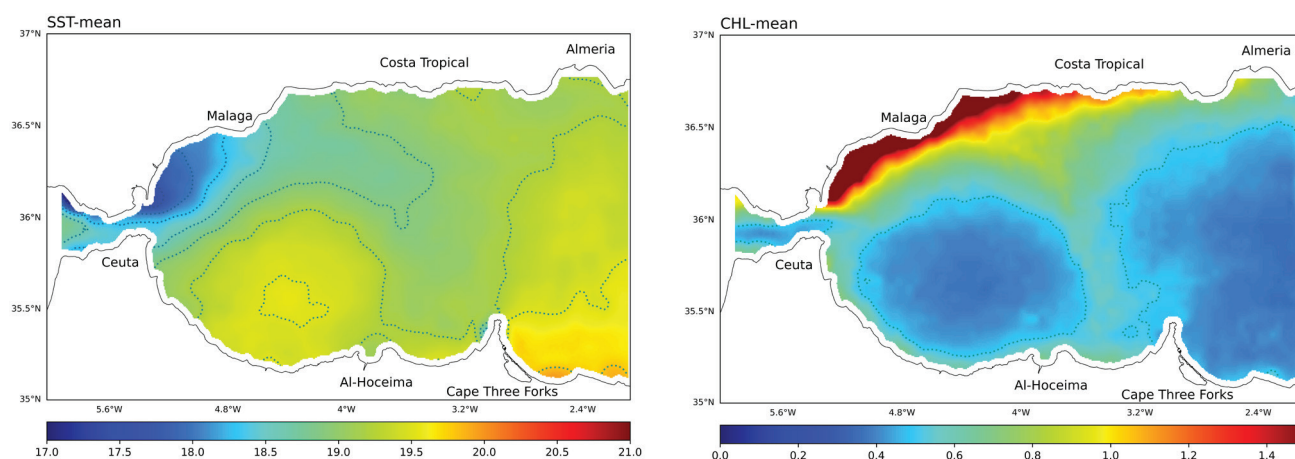 SST-mean
37°N
Almeria
Costa Tropical
Malaga
36.5°N
36°N
Ceuta
35.5°N
Al-Hoceima
Cape Three Forks
35°N
5.6°W 4.8°W 4°W 3.2°W 2.4°W
17.0 17.5 18.0 18.5 19.0 19.5 20.0 20.5 21.0
CHL-mean
37°N
Almeria
Costa Tropical
Malaga
36.5°N
36°N
Ceuta
35.5°N
Al-Hoceima
Cape Three Forks
35°N
5.6°W 4.8°W 4°W 3.2°W 2.4°W
0.0 0.2 0.4 0.6 0.8 1.0 1.2 1.4